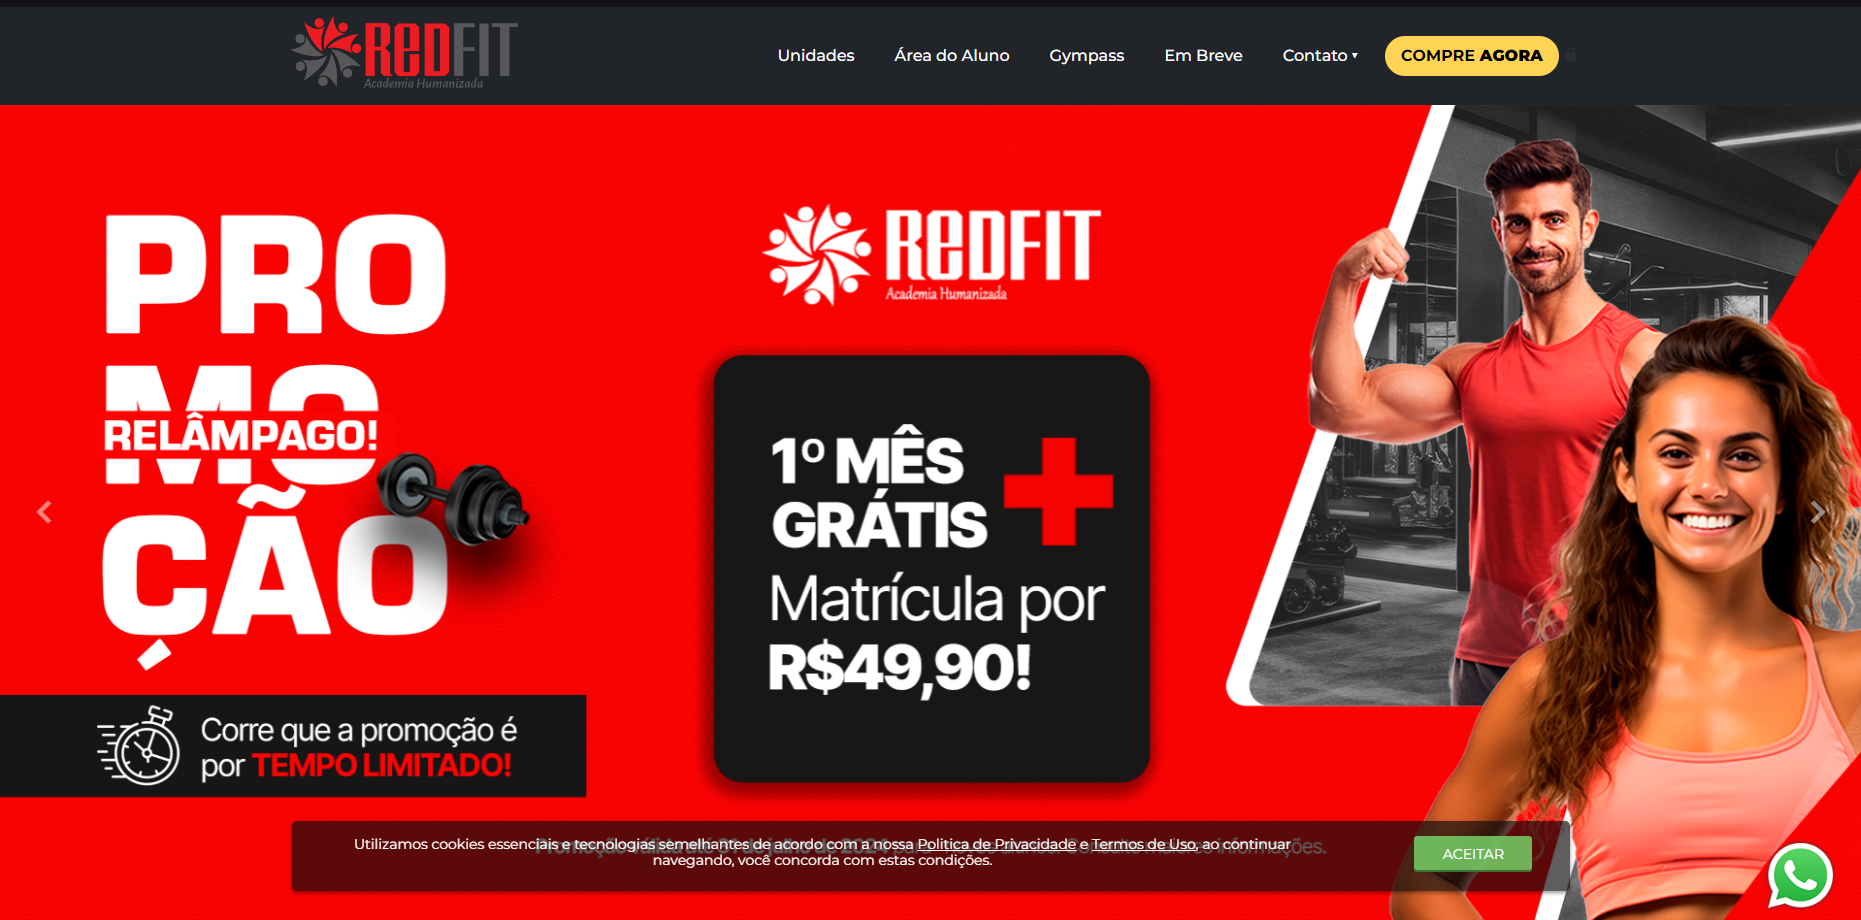 REDFIT
Academia Humanizada
Unidades
Área do Aluno
Gympass
Em Breve
Contato ▾
COMPRE AGORA
PRO
MO
RELÂMPAGO!
ÇÃO
Corre que a promoção é
por TEMPO LIMITADO!
REDFIT
Academia Humanizada
1º MÊS
GRÁTIS +
Matrícula por
R$49,90!
Utilizamos cookies essenciais e tecnologias semelhantes de acordo com a nossa Politica de Privacidade e Termos de Uso, ao continuar
navegando, você concorda com estas condições.
ACEITAR